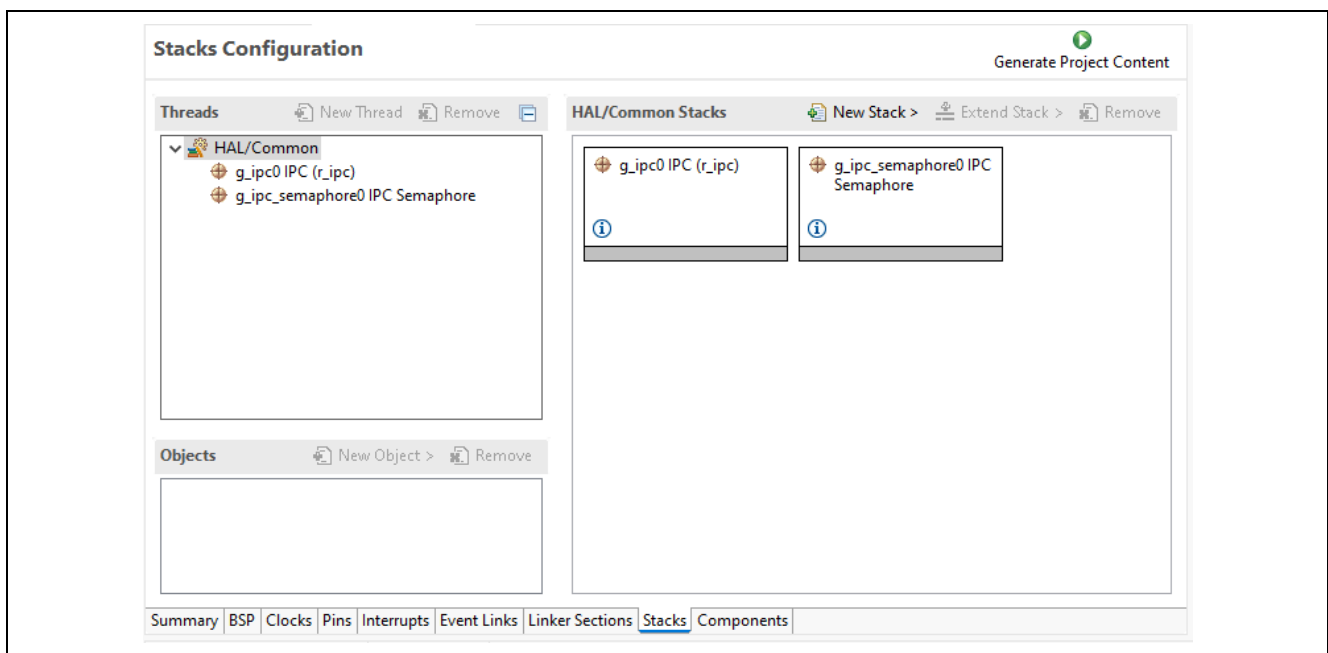 Stacks Configuration
Generate Project Content
Threads
New Thread
Remove
HAL/Common
g_ipc0 IPC (r_ipc)
g_ipc_semaphore0 IPC Semaphore
HAL/Common Stacks
New Stack >
Extend Stack >
Remove
g_ipc0 IPC (r_ipc)
g_ipc_semaphore0 IPC
Semaphore
Objects
New Object >
Remove
Summary BSP Clocks Pins Interrupts Event Links Linker Sections Stacks Components